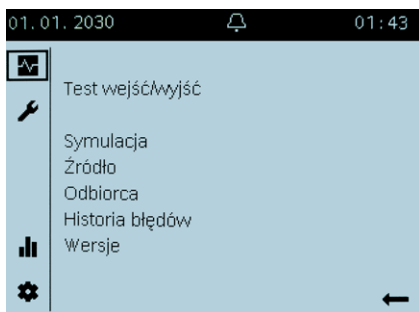 01.01.2030 01:43
Test wejść/wyjść
Symulacja
Źródło
Odbiorca
Historia błędów
Wersje